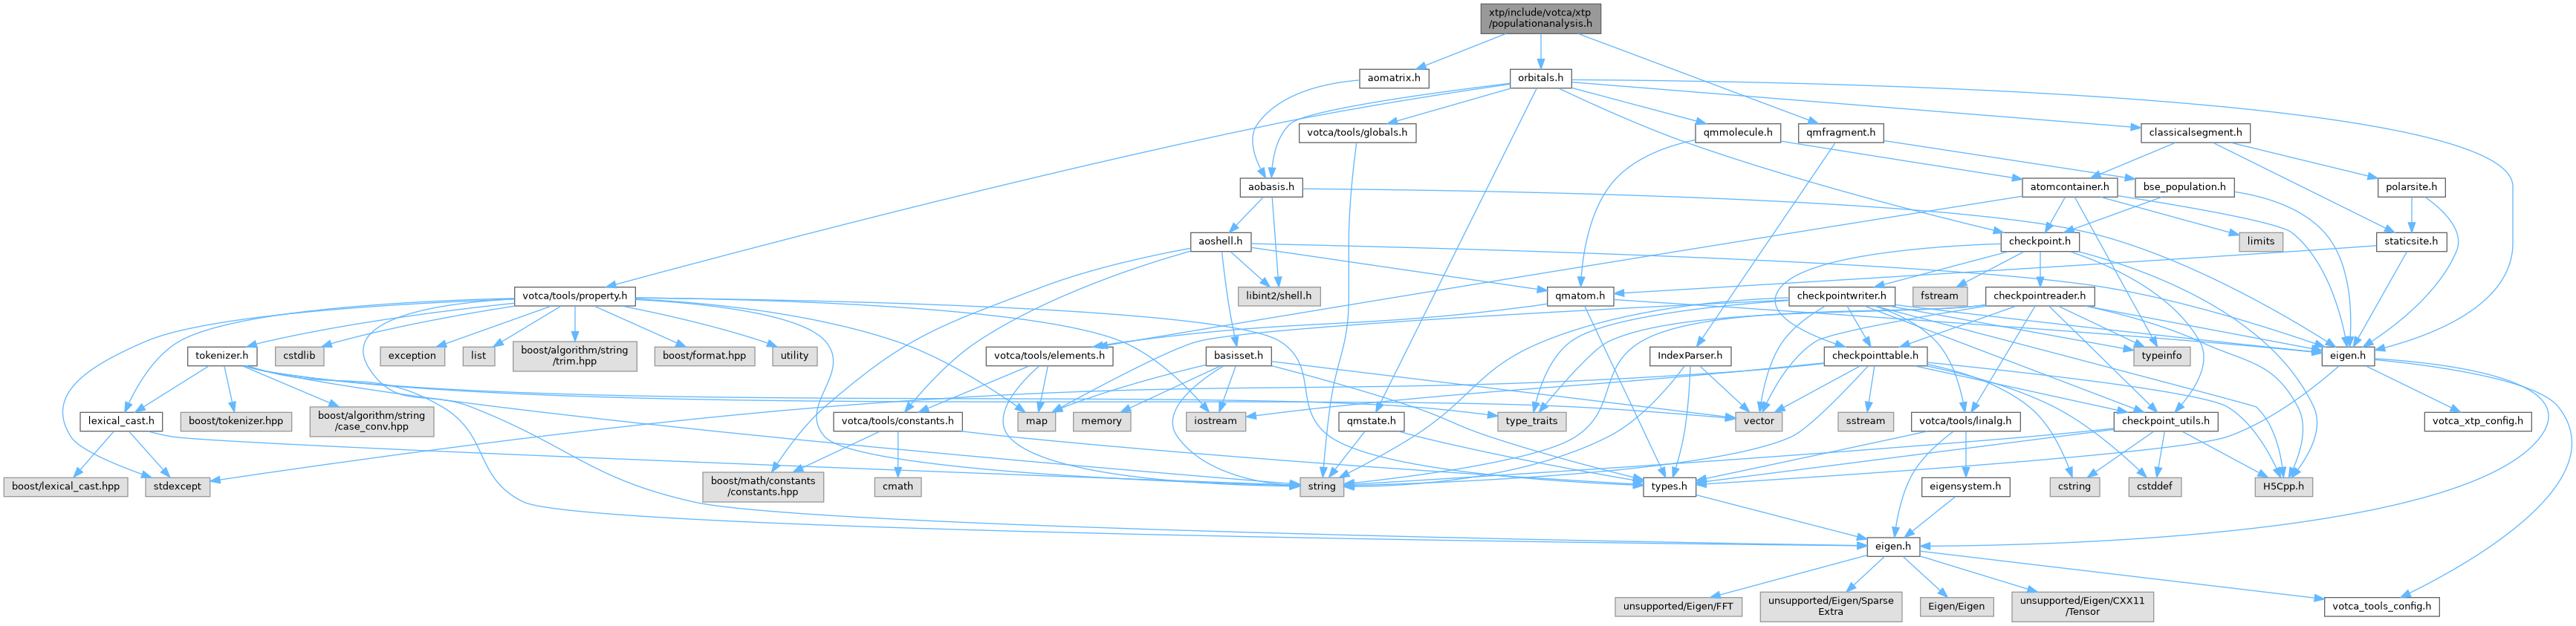 xtp/include/votca/xtp
/populationanalysis.h
aomatrix.h
orbitals.h
votca/tools/globals.h
qmmolecule.h
qmfragment.h
classicalsegment.h
aobasis.h
atomcontainer.h
bse_population.h
polarsite.h
aoshell.h
checkpoint.h
limits
staticsite.h
votca/tools/property.h
libint2/shell.h
qmatom.h
checkpointwriter.h
fstream
checkpointreader.h
tokenizer.h
cstdlib
exception
list
boost/algorithm/string
/trim.hpp
boost/format.hpp
utility
votca/tools/elements.h
basisset.h
IndexParser.h
checkpointtable.h
typeinfo
eigen.h
lexical_cast.h
boost/tokenizer.hpp
boost/algorithm/string
/case_conv.hpp
votca/tools/constants.h
map
memory
iostream
type_traits
qmstate.h
vector
sstream
votca/tools/linalg.h
checkpoint_utils.h
votca_xtp_config.h
boost/lexical_cast.hpp
stdexcept
boost/math/constants
/constants.hpp
cmath
string
types.h
eigensystem.h
cstring
cstddef
H5Cpp.h
eigen.h
unsupported/Eigen/FFT
unsupported/Eigen/Sparse
Extra
Eigen/Eigen
unsupported/Eigen/CXX11
/Tensor
votca_tools_config.h